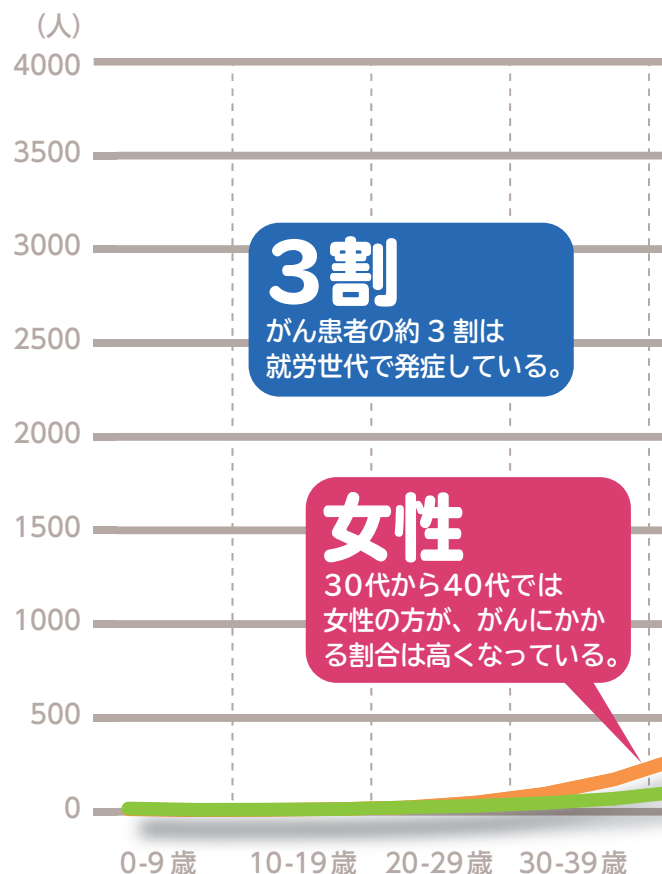 (人)
4000
3500
3000
2500
2000
1500
1000
500
0
3割
がん患者の約 3 割は
就労世代で発症している。
女性
30代から40代では
女性の方が、がんにかか
る割合は高くなっている。
0-9歳 10-19歳 20-29歳 30-39歳